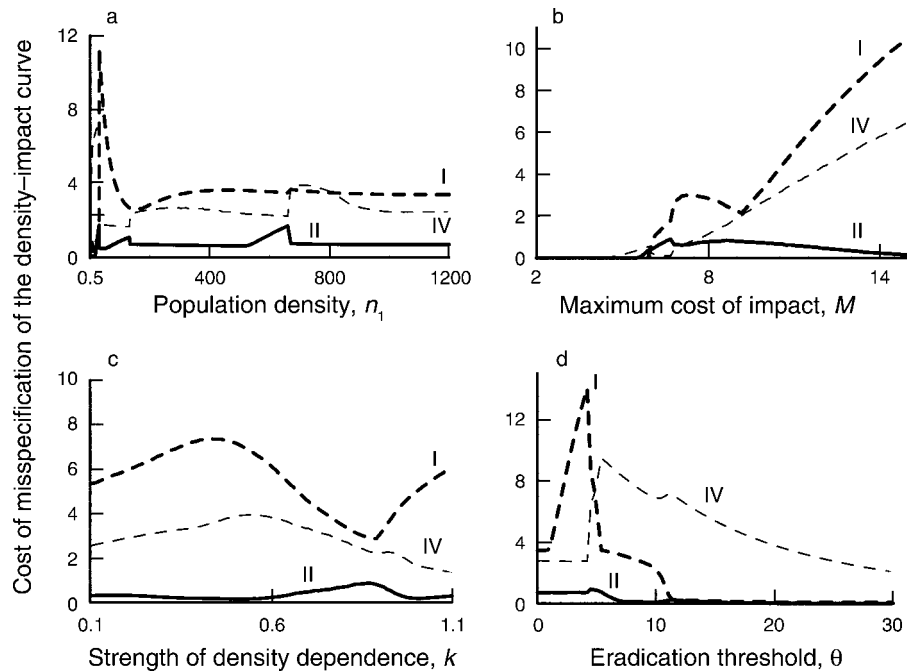 Cost of misspecification of the density–impact curve
a
12
8
4
0
I
IV
II
0.5
400
800
1200
Population density, n₁
b
10
8
6
4
2
0
I
IV
II
2
8
14
Maximum cost of impact, M
c
10
8
6
4
2
0
I
IV
II
0.1
0.6
1.1
Strength of density dependence, k
d
12
8
4
0
I
IV
II
0
10
20
30
Eradication threshold, θ